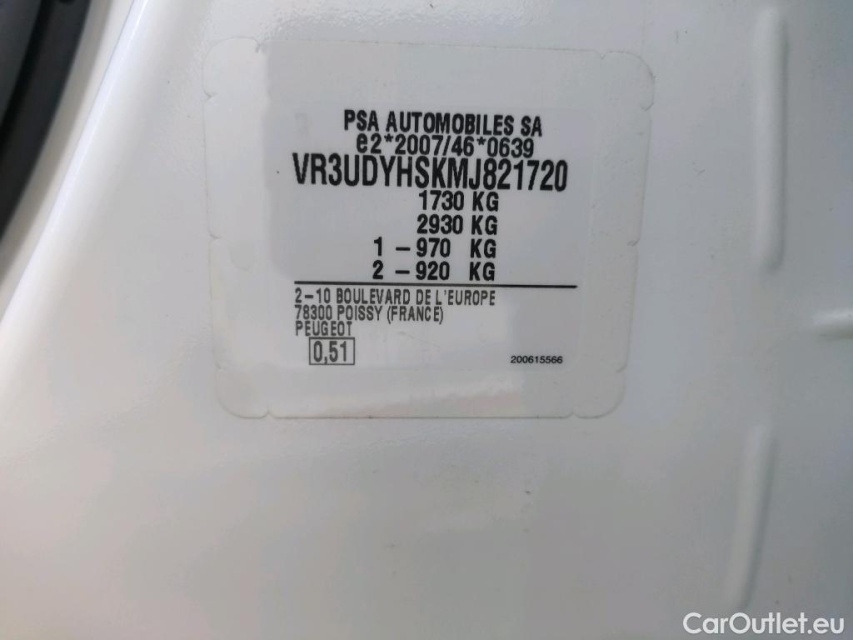 PSA AUTOMOBILES SA
e2*2007/46*0639
VR3UDYHSKMJ821720
1730 KG
2930 KG
1 – 970 KG
2 – 920 KG
2–10 BOULEVARD DE L'EUROPE
78300 POISSY (FRANCE)
PEUGEOT
0,51
200615566
CarOutlet.eu